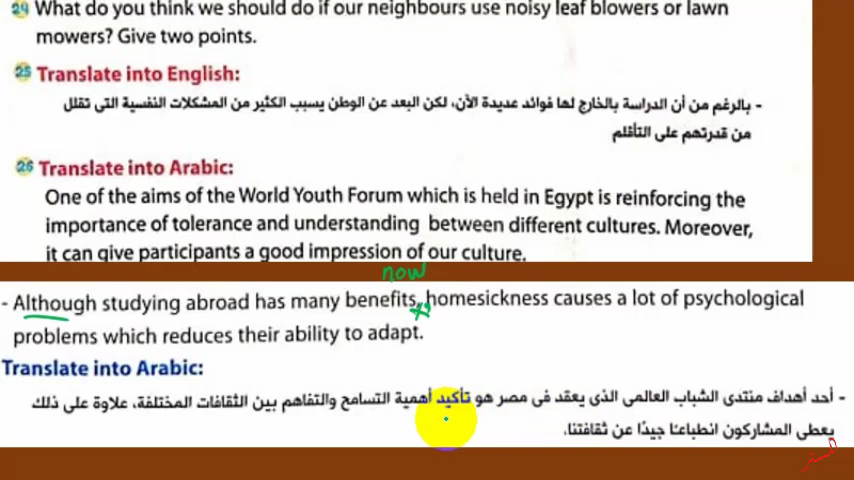 24 What do you think we should do if our neighbours use noisy leaf blowers or lawn
mowers? Give two points.
25 Translate into English:
- بالرغم من أن الدراسة بالخارج لها فوائد عديدة الآن، لكن البعد عن الوطن يسبب الكثير من المشكلات النفسية التى تقلل
من قدرتهم على التأقلم
26 Translate into Arabic:
One of the aims of the World Youth Forum which is held in Egypt is reinforcing the
importance of tolerance and understanding between different cultures. Moreover,
it can give participants a good impression of our culture.
now
- Although studying abroad has many benefits, homesickness causes a lot of psychological
problems which reduces their ability to adapt.
Translate into Arabic:
- أحد أهداف منتدى الشباب العالمى الذى يعقد فى مصر هو تأكيد أهمية التسامح والتفاهم بين الثقافات المختلفة، علاوة على ذلك
يعطى المشاركون انطباعًا جيدًا عن ثقافتنا.